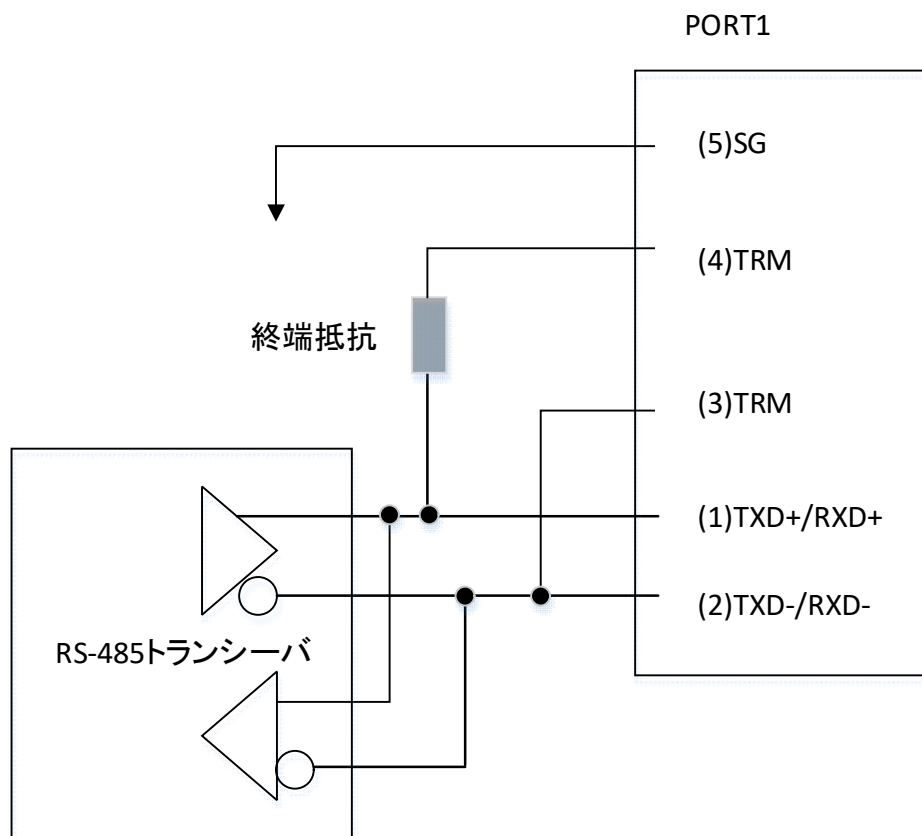 PORT1
(5)SG
(4)TRM
終端抵抗
(3)TRM
(1)TXD+/RXD+
(2)TXD-/RXD-
RS-485トランシーバ